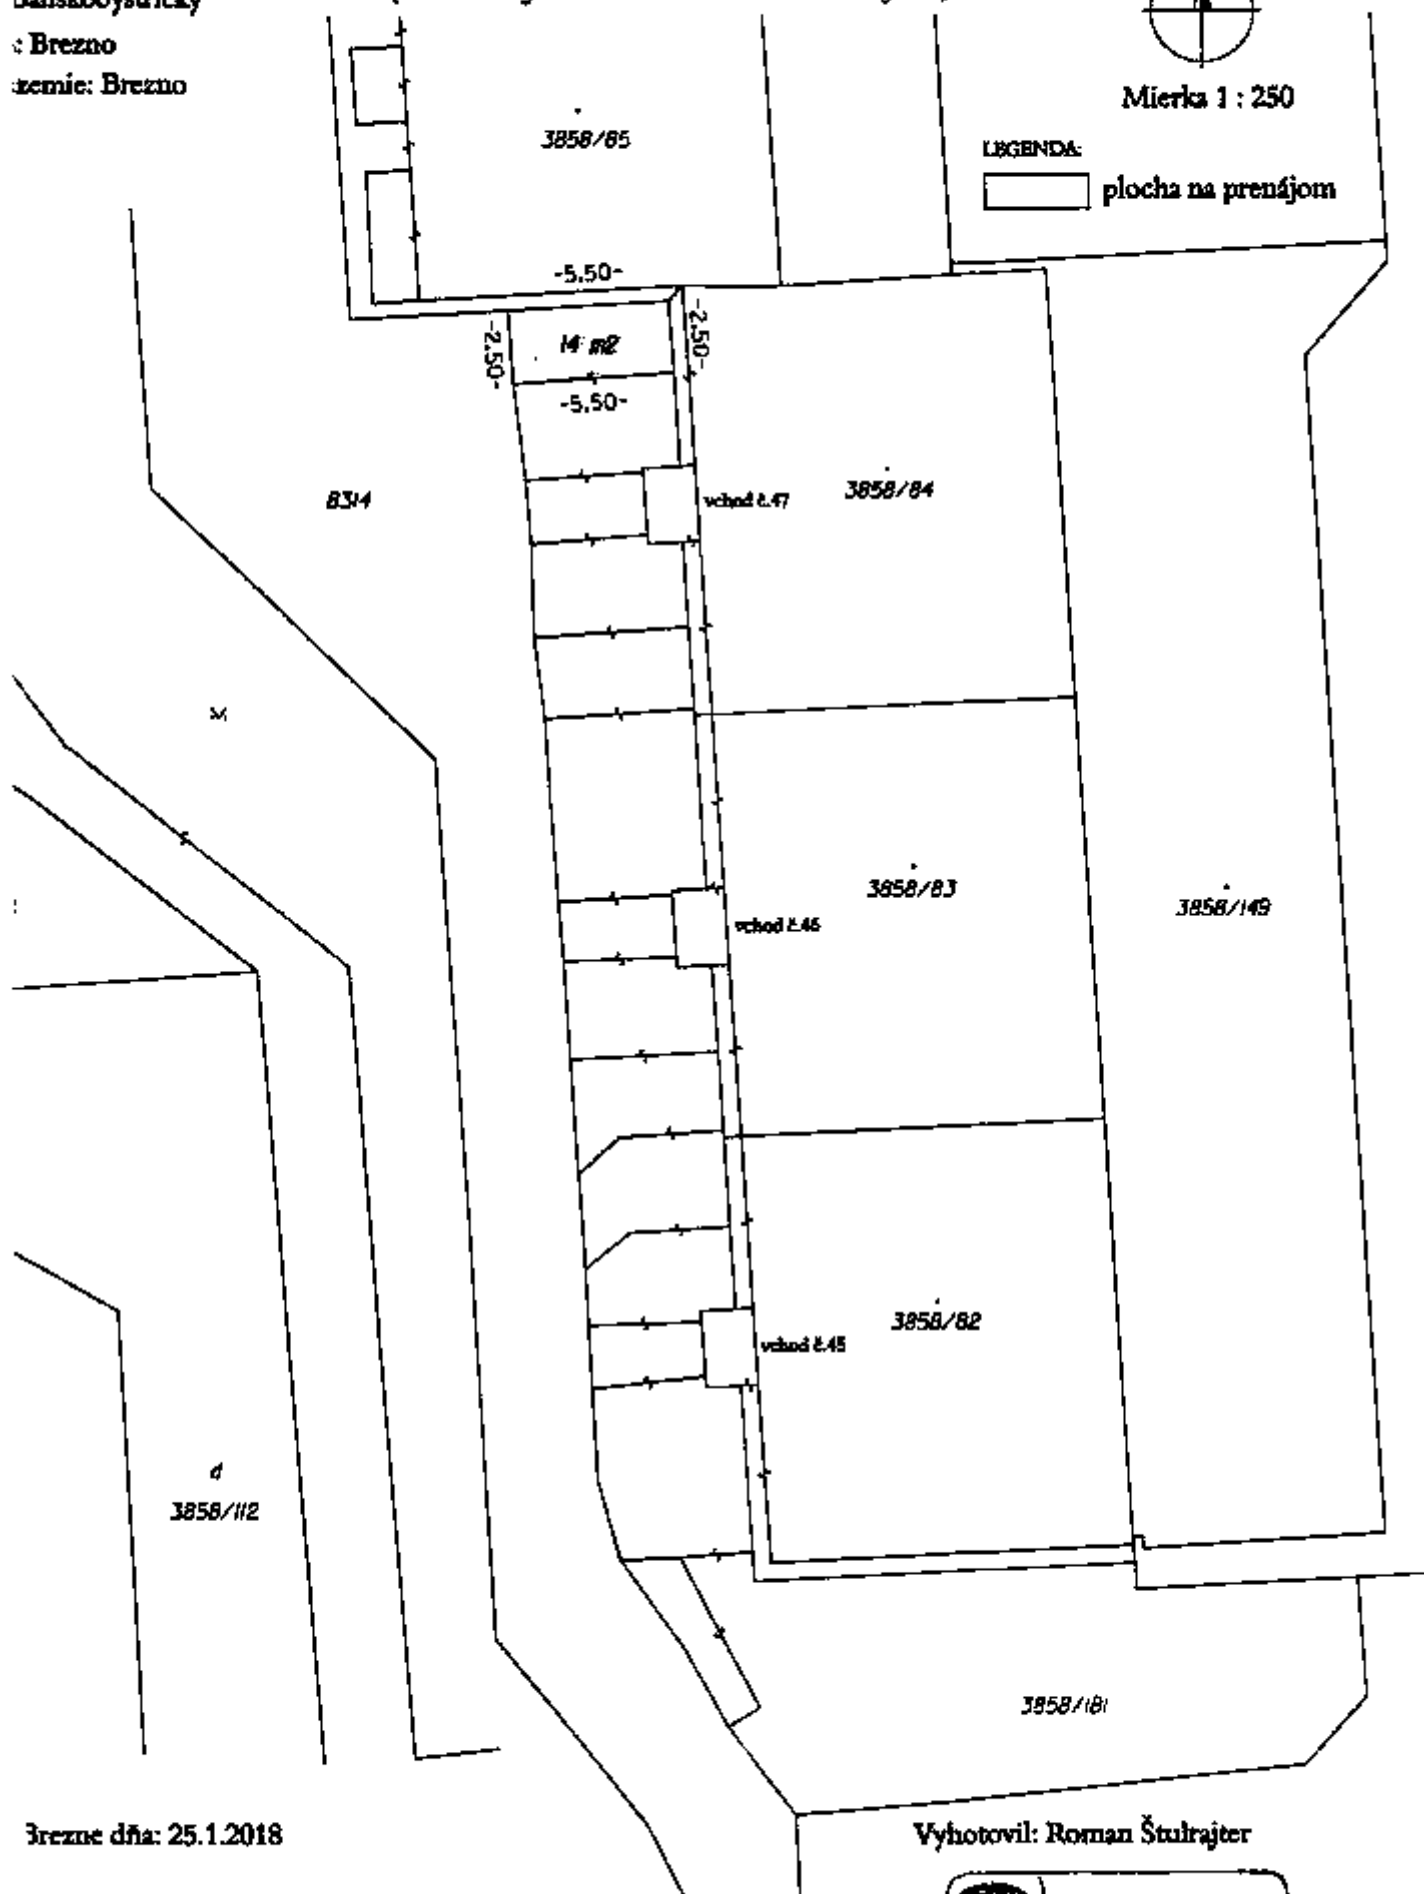 : Brezno
zemie: Brezno
Mierka 1 : 250
LEGENDA:
plocha na prenájom
3858/85
-5.50-
-2.50-
-2.50-
14 m2
-5.50-
8314
vchod č.47
3858/84
3858/83
vchod č.46
3858/149
3858/82
vchod č.45
d
3858/112
3858/181
Brezne dňa: 25.1.2018
Vyhotovil: Roman Štulrajter